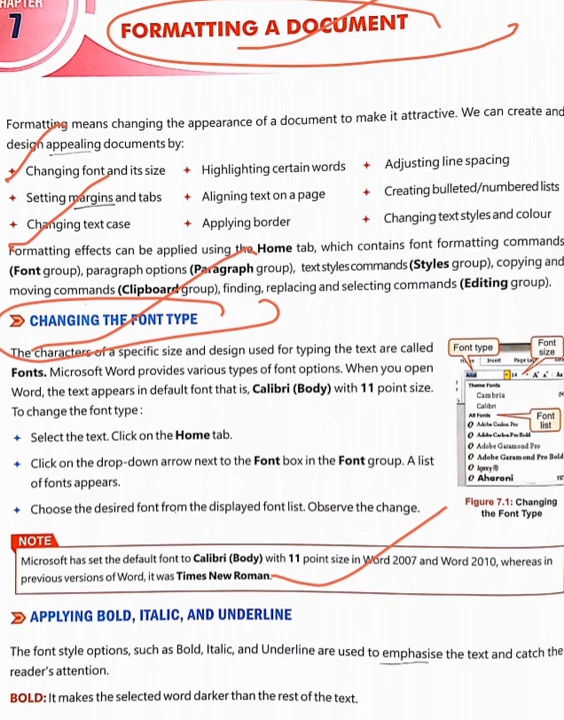 CHAPTER
7
FORMATTING A DOCUMENT
Formatting means changing the appearance of a document to make it attractive. We can create and
design appealing documents by:
Changing font and its size
Highlighting certain words
Adjusting line spacing
Setting margins and tabs
Aligning text on a page
Creating bulleted/numbered lists
Changing text case
Applying border
Changing text styles and colour
Formatting effects can be applied using the Home tab, which contains font formatting commands
(Font group), paragraph options (Paragraph group), text styles commands (Styles group), copying and
moving commands (Clipboard group), finding, replacing and selecting commands (Editing group).
CHANGING THE FONT TYPE
The characters of a specific size and design used for typing the text are called
Fonts. Microsoft Word provides various types of font options. When you open
Word, the text appears in default font that is, Calibri (Body) with 11 point size.
To change the font type:
Select the text. Click on the Home tab.
Click on the drop-down arrow next to the Font box in the Font group. A list
of fonts appears.
Choose the desired font from the displayed font list. Observe the change.
Font type
Font
size
Insert Page
Theme Fonts
Cambria
Calibri
All Fonts
Font
list
Adobe Caslon Pro
Adobe Caslon Pro Bold
Adobe Garamond Pro
Adobe Garamond Pro Bold
Agency FB
Aharoni
Figure 7.1: Changing
the Font Type
NOTE
Microsoft has set the default font to Calibri (Body) with 11 point size in Word 2007 and Word 2010, whereas in
previous versions of Word, it was Times New Roman.
APPLYING BOLD, ITALIC, AND UNDERLINE
The font style options, such as Bold, Italic, and Underline are used to emphasise the text and catch the
reader's attention.
BOLD: It makes the selected word darker than the rest of the text.